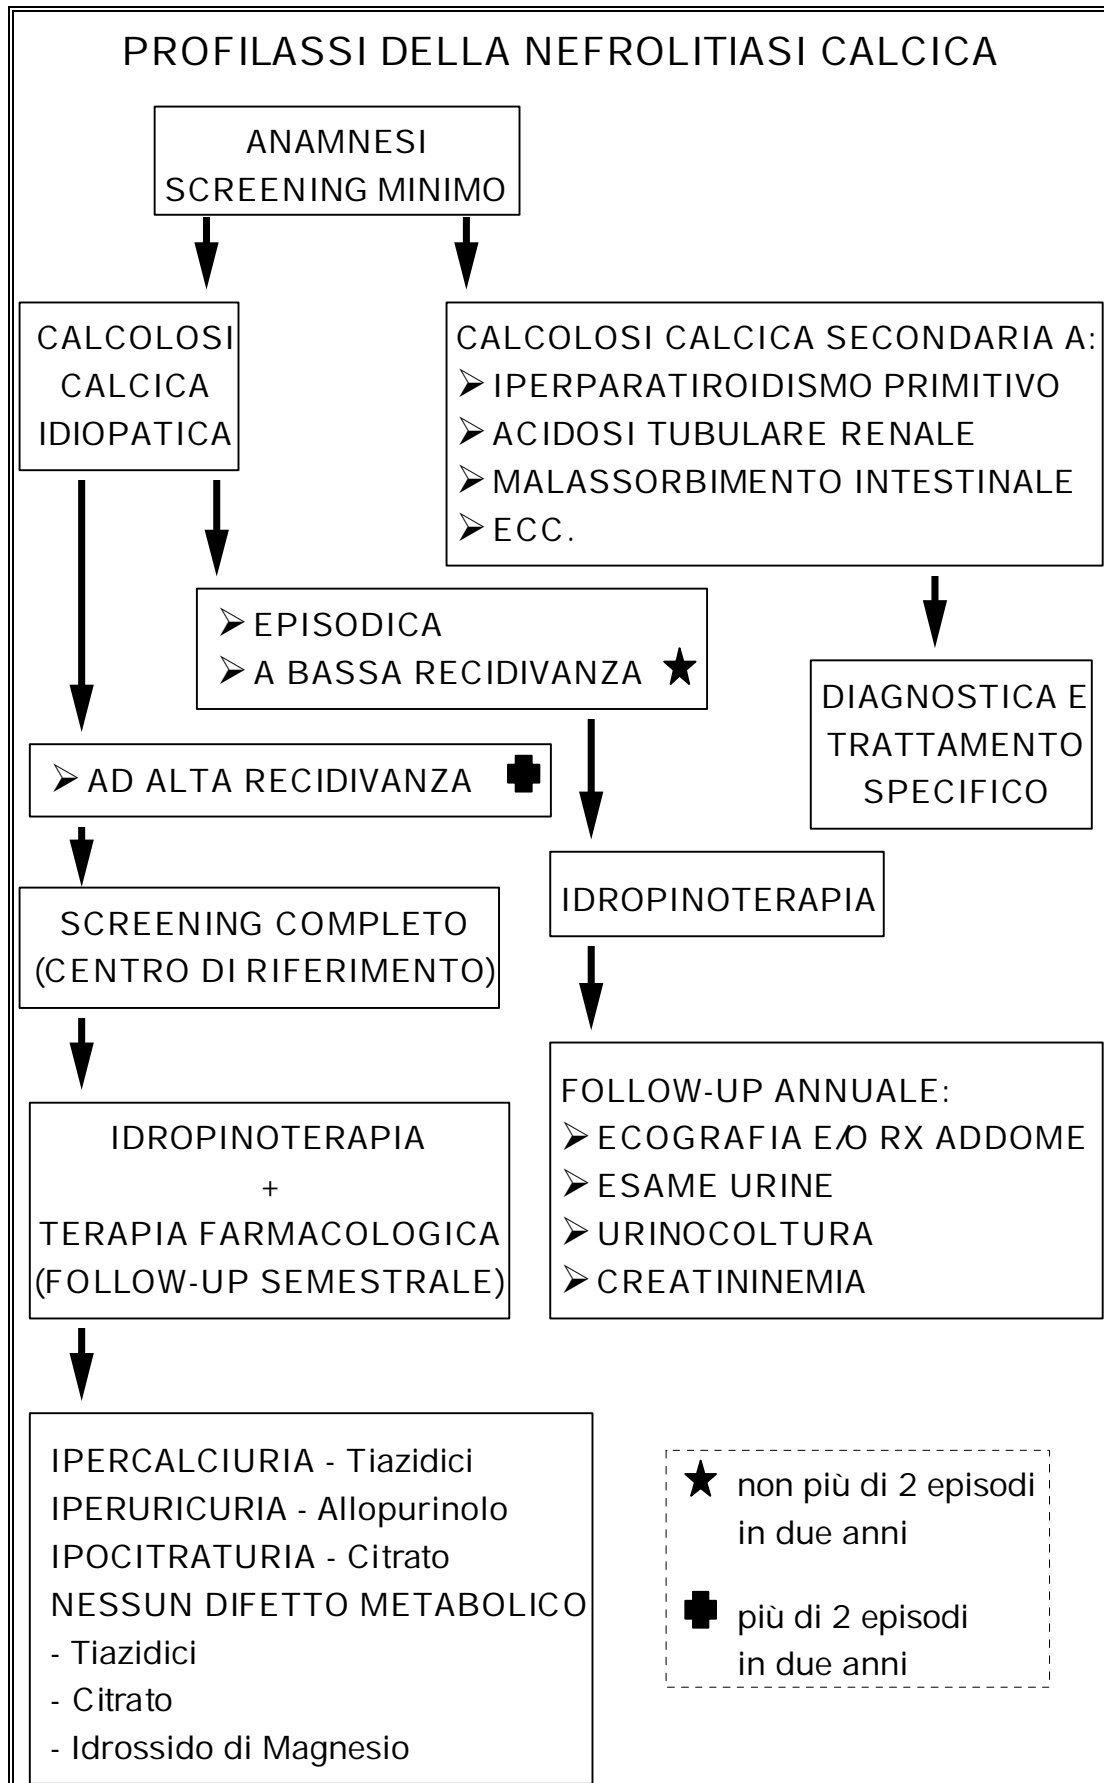 PROFILASSI DELLA NEFROLITIASI CALCICA
ANAMNESI
SCREENING MINIMO
CALCOLOSI
CALCICA
IDIOPATICA
CALCOLOSI CALCICA SECONDARIA A:
➢ IPERPARATIROIDISMO PRIMITIVO
➢ ACIDOSI TUBULARE RENALE
➢ MALASSORBIMENTO INTESTINALE
➢ ECC.
➢ EPISODICA
➢ A BASSA RECIDIVANZA ★
DIAGNOSTICA E
TRATTAMENTO
SPECIFICO
➢ AD ALTA RECIDIVANZA ✚
IDROPINOTERAPIA
SCREENING COMPLETO
(CENTRO DI RIFERIMENTO)
FOLLOW-UP ANNUALE:
➢ ECOGRAFIA E/O RX ADDOME
➢ ESAME URINE
➢ URINOCOLTURA
➢ CREATININEMIA
IDROPINOTERAPIA
+
TERAPIA FARMACOLOGICA
(FOLLOW-UP SEMESTRALE)
IPERCALCIURIA - Tiazidici
IPERURICURIA - Allopurinolo
IPOCITRATURIA - Citrato
NESSUN DIFETTO METABOLICO
- Tiazidici
- Citrato
- Idrossido di Magnesio
★ non più di 2 episodi
in due anni
✚ più di 2 episodi
in due anni